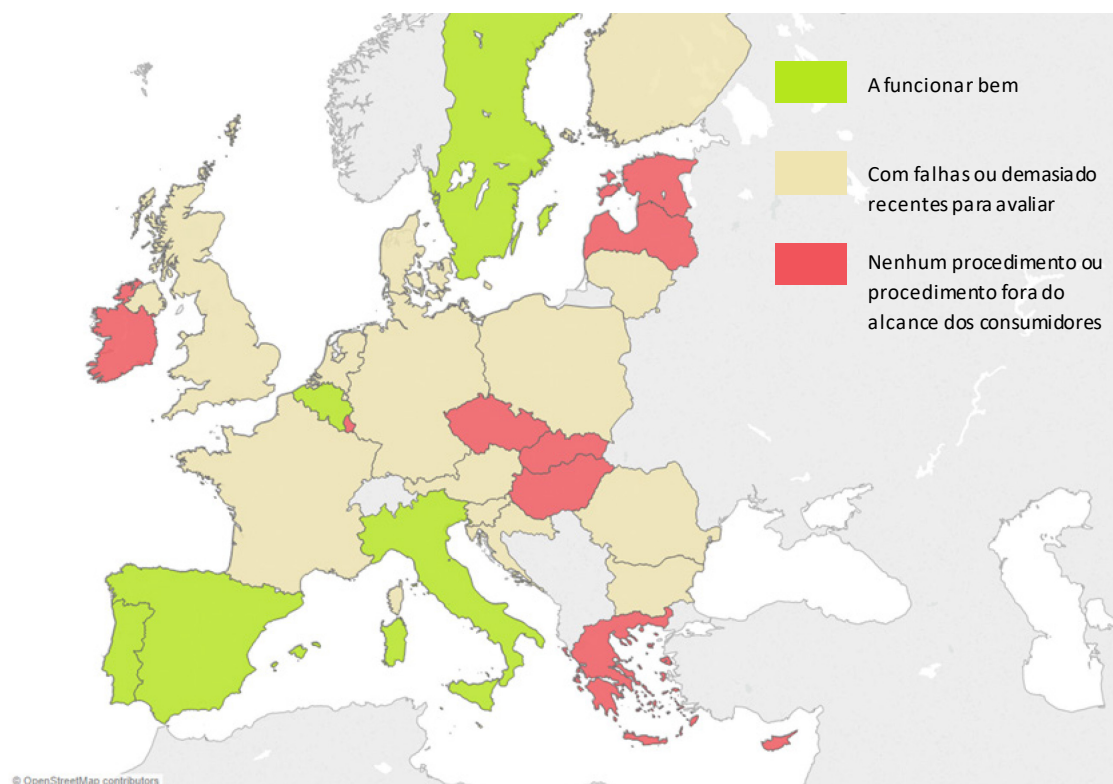 A funcionar bem
Com falhas ou demasiado
recentes para avaliar
Nenhum procedimento ou
procedimento fora do
alcance dos consumidores
© OpenStreetMap contributors